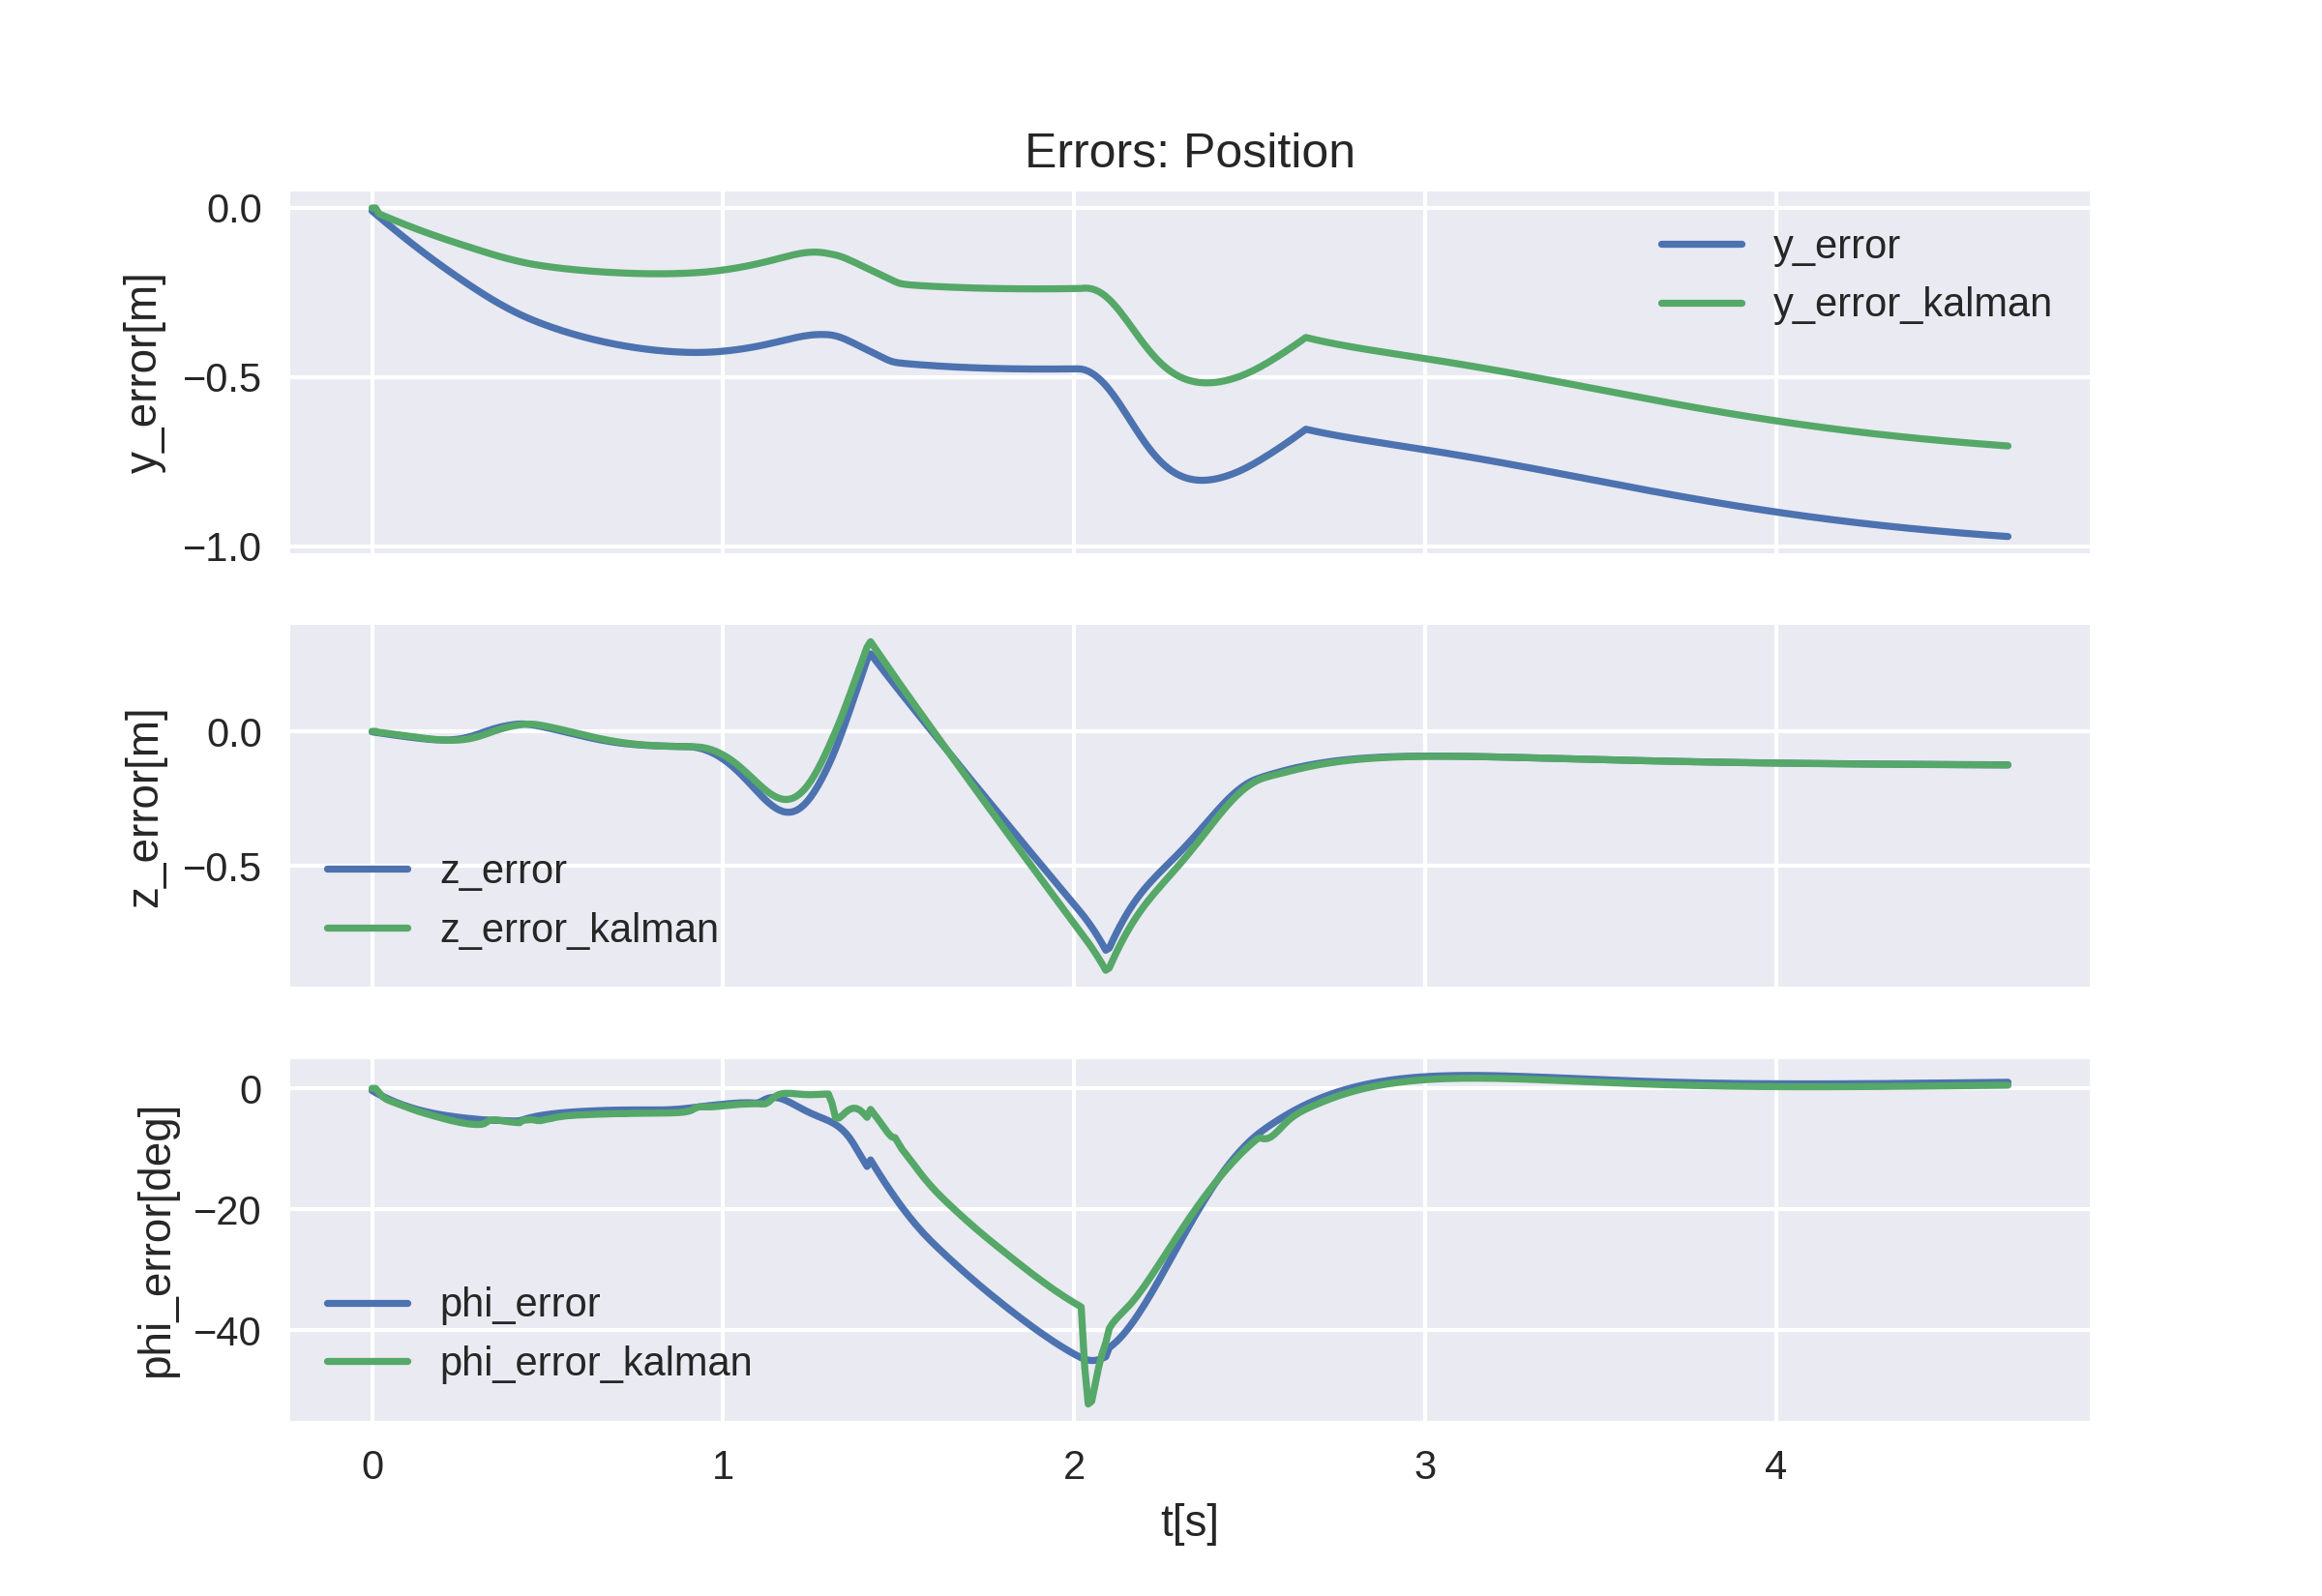 Errors: Position
0.0
−0.5
−1.0
y_error[m]
y_error
y_error_kalman
0.0
−0.5
z_error[m]
z_error
z_error_kalman
0
−20
−40
phi_error[deg]
phi_error
phi_error_kalman
0 1 2 3 4
t[s]